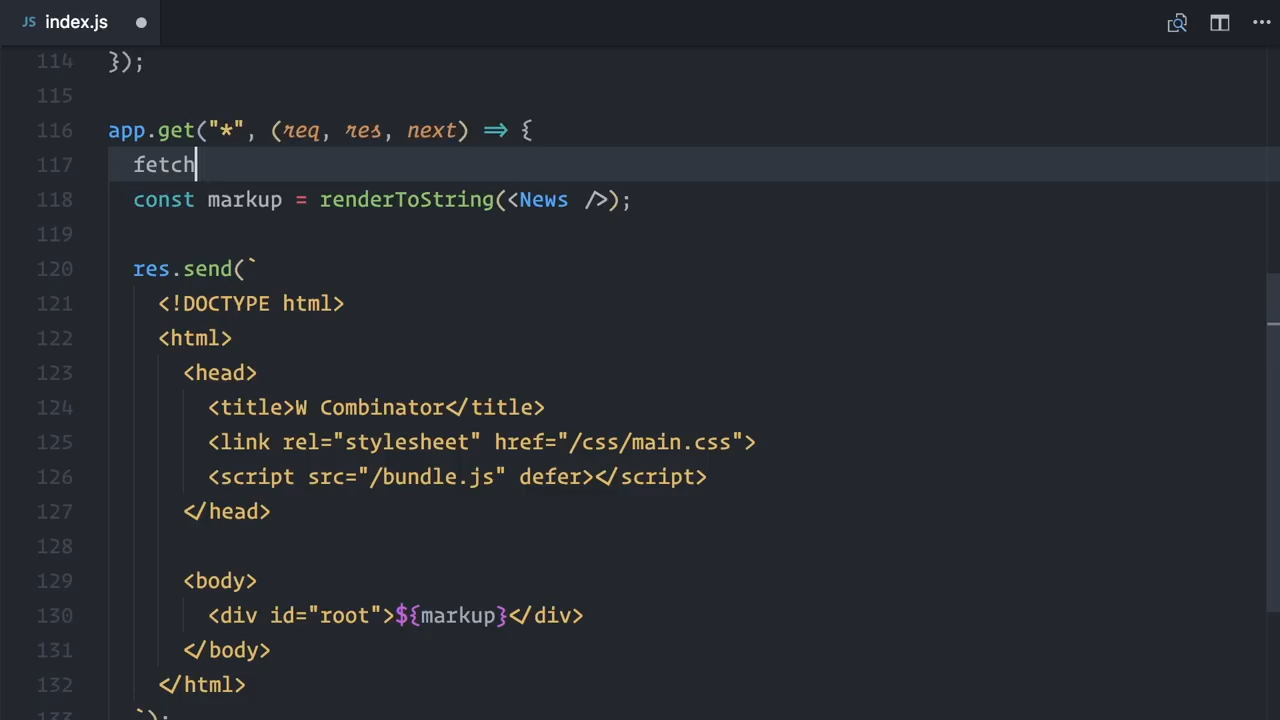 JS index.js
114 });
115
116 app.get("*", (req, res, next) => {
117 fetch
118 const markup = renderToString(<News />);
119
120 res.send(`
121 <!DOCTYPE html>
122 <html>
123 <head>
124 <title>W Combinator</title>
125 <link rel="stylesheet" href="/css/main.css">
126 <script src="/bundle.js" defer></script>
127 </head>
128
129 <body>
130 <div id="root">${markup}</div>
131 </body>
132 </html>
133 `);